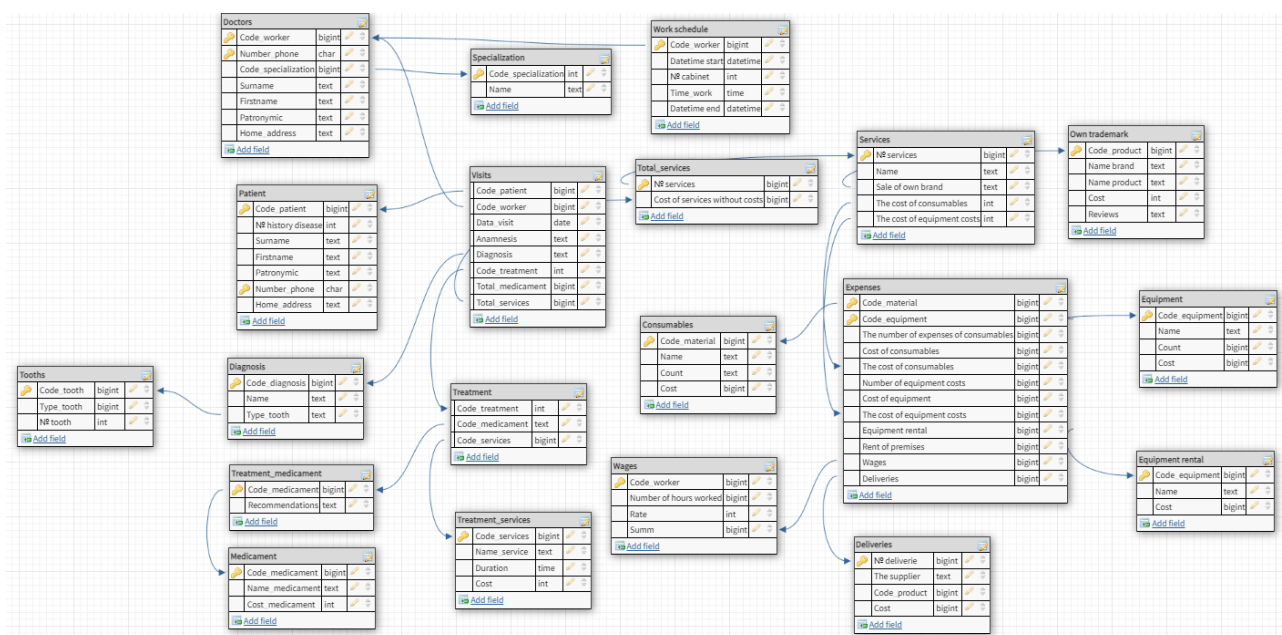 Doctors
Code_worker bigint
Number_phone char
Code_specialization bigint
Surname text
Firstname text
Patronymic text
Home_address text
Add field
Specialization
Code_specialization int
Name text
Add field
Work schedule
Code_worker bigint
Datetime start datetime
№ cabinet int
Time_work time
Datetime end datetime
Add field
Patient
Code_patient bigint
№ history disease int
Surname text
Firstname text
Patronymic text
Number_phone char
Home_address text
Add field
Visits
Code_patient bigint
Code_worker bigint
Data_visit date
Anamnesis text
Diagnosis text
Code_treatment int
Total_medicament bigint
Total_services bigint
Add field
Total_services
№ services bigint
Cost of services without costs bigint
Add field
Services
№ services bigint
Name text
Sale of own brand text
The cost of consumables int
The cost of equipment costs int
Add field
Own trademark
Code_product bigint
Name brand text
Name product text
Cost int
Reviews text
Add field
Tooths
Code_tooth bigint
Type_tooth bigint
№ tooth int
Add field
Diagnosis
Code_diagnosis bigint
Name text
Type_tooth text
Add field
Treatment
Code_treatment int
Code_medicament text
Code_services bigint
Add field
Consumables
Code_material bigint
Name text
Count text
Cost bigint
Add field
Expenses
Code_material bigint
Code_equipment bigint
The number of expenses of consumables bigint
Cost of consumables bigint
The cost of consumables bigint
Number of equipment costs bigint
Cost of equipment bigint
The cost of equipment costs bigint
Equipment rental bigint
Rent of premises bigint
Wages bigint
Deliveries bigint
Add field
Equipment
Code_equipment bigint
Name text
Count bigint
Cost bigint
Add field
Treatment_medicament
Code_medicament bigint
Recommendations text
Add field
Medicament
Code_medicament bigint
Name_medicament text
Cost_medicament int
Add field
Treatment_services
Code_services bigint
Name_service text
Duration time
Cost int
Add field
Wages
Code_worker bigint
Number of hours worked bigint
Rate int
Summ bigint
Add field
Deliveries
№ deliverie bigint
The supplier text
Code_product bigint
Cost bigint
Add field
Equipment rental
Code_equipment bigint
Name text
Cost bigint
Add field